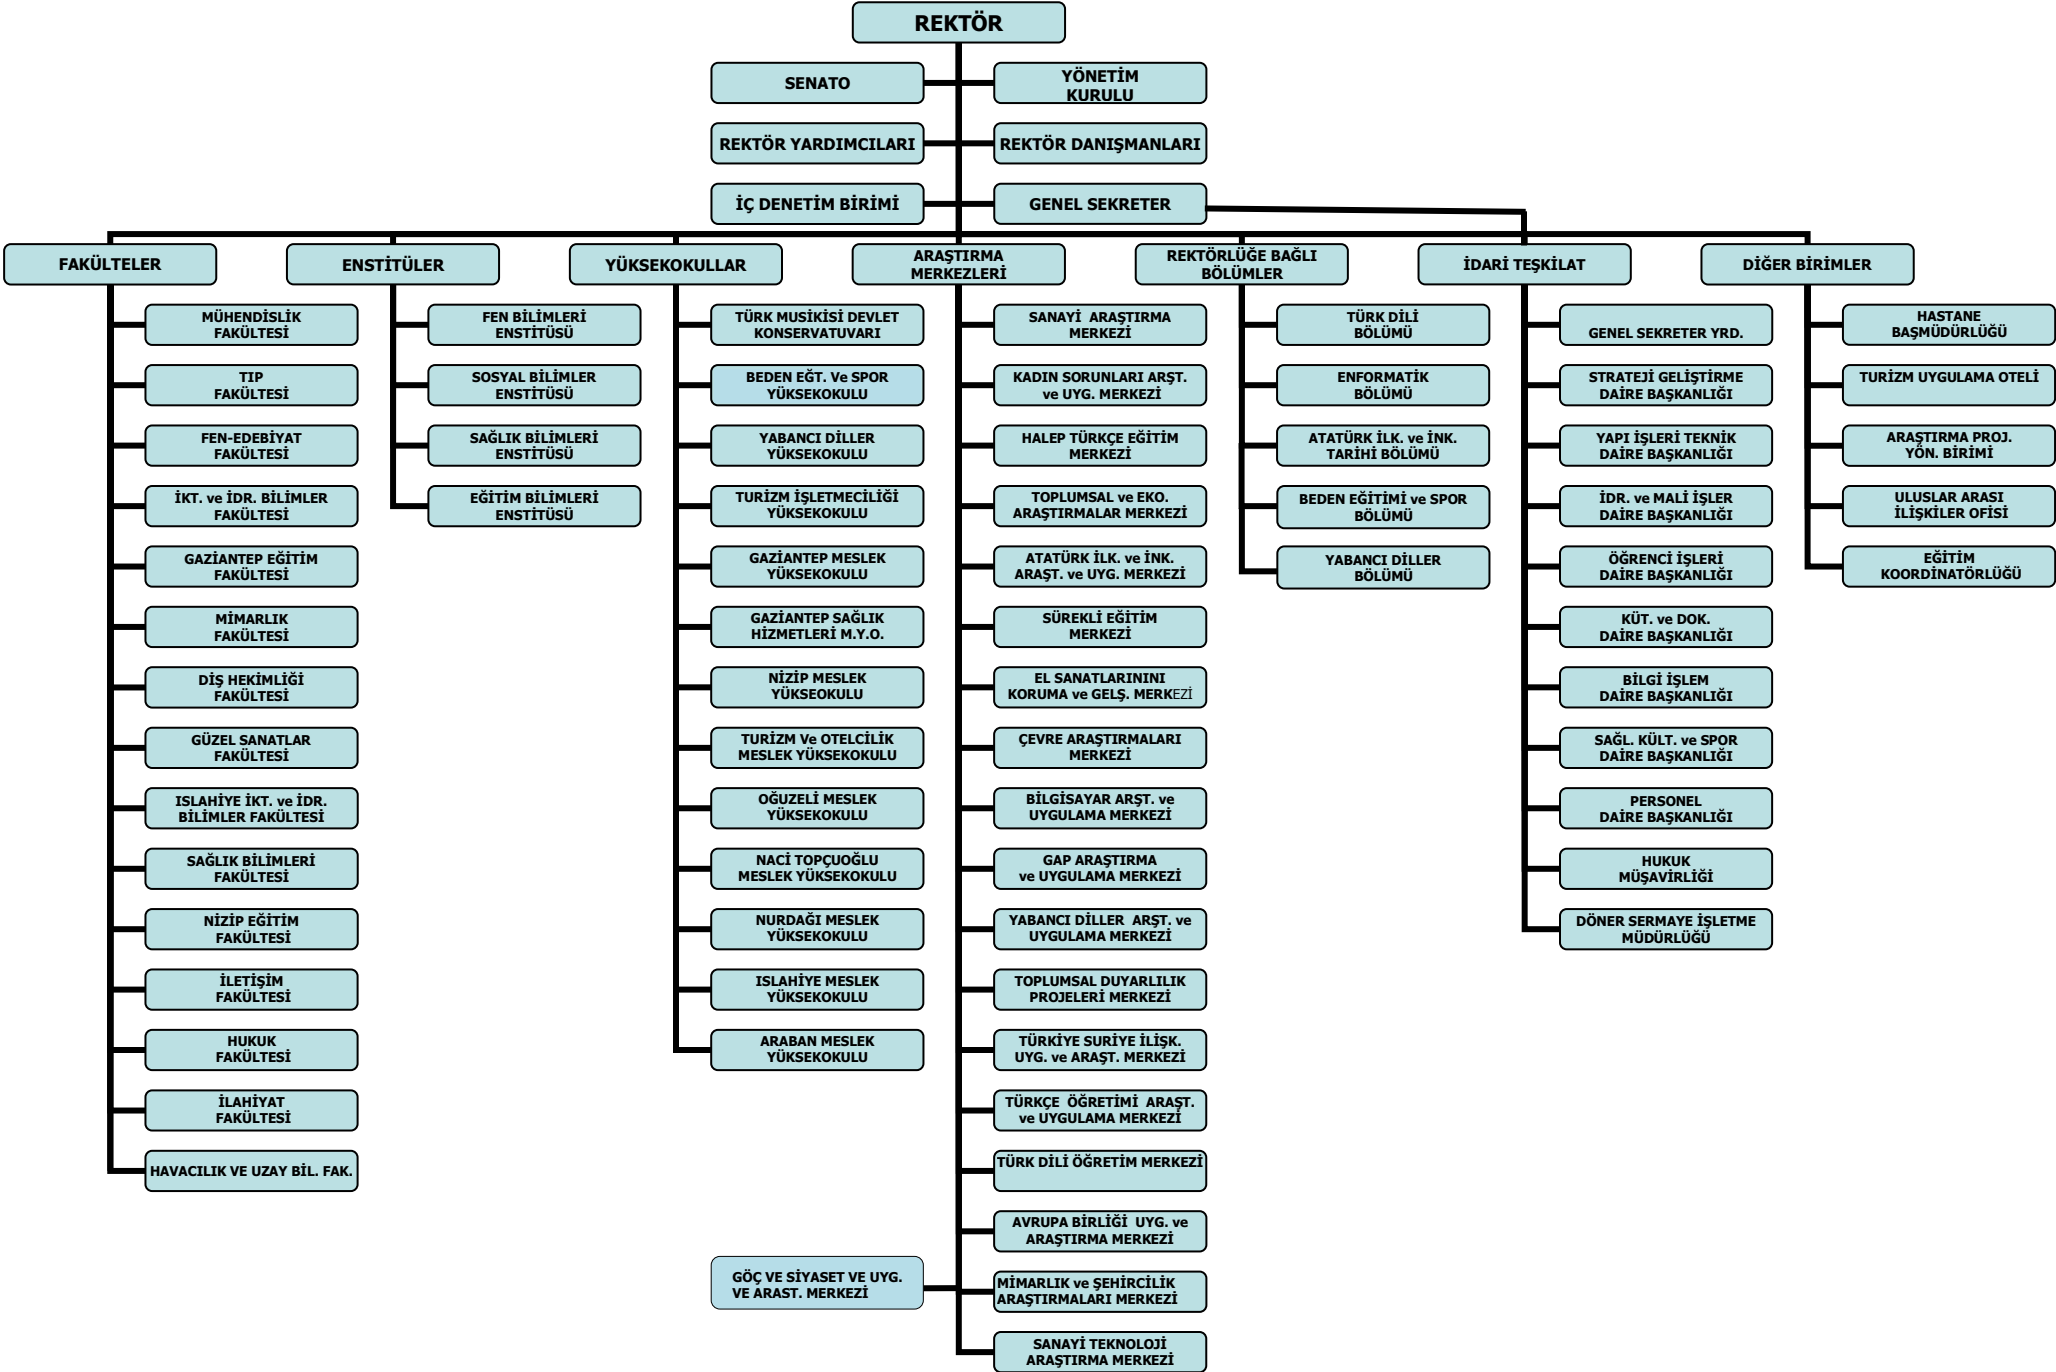 REKTÖR
SENATO
YÖNETİM
KURULU
REKTÖR YARDIMCILARI
REKTÖR DANIŞMANLARI
İÇ DENETİM BİRİMİ
GENEL SEKRETER
FAKÜLTELER
ENSTİTÜLER
YÜKSEKOKULLAR
ARAŞTIRMA
MERKEZLERİ
REKTÖRLÜĞE BAĞLI
BÖLÜMLER
İDARİ TEŞKİLAT
DİĞER BİRİMLER
MÜHENDİSLİK
FAKÜLTESİ
TIP
FAKÜLTESİ
FEN-EDEBİYAT
FAKÜLTESİ
İKT. ve İDR. BİLİMLER
FAKÜLTESİ
GAZİANTEP EĞİTİM
FAKÜLTESİ
MİMARLIK
FAKÜLTESİ
DİŞ HEKİMLİĞİ
FAKÜLTESİ
GÜZEL SANATLAR
FAKÜLTESİ
ISLAHİYE İKT. ve İDR.
BİLİMLER FAKÜLTESİ
SAĞLIK BİLİMLERİ
FAKÜLTESİ
NİZİP EĞİTİM
FAKÜLTESİ
İLETİŞİM
FAKÜLTESİ
HUKUK
FAKÜLTESİ
İLAHİYAT
FAKÜLTESİ
HAVACILIK VE UZAY BİL. FAK.
FEN BİLİMLERİ
ENSTİTÜSÜ
SOSYAL BİLİMLER
ENSTİTÜSÜ
SAĞLIK BİLİMLERİ
ENSTİTÜSÜ
EĞİTİM BİLİMLERİ
ENSTİTÜSÜ
TÜRK MUSİKİSİ DEVLET
KONSERVATUVARI
BEDEN EĞT. Ve SPOR
YÜKSEKOKULU
YABANCI DİLLER
YÜKSEKOKULU
TURİZM İŞLETMECİLİĞİ
YÜKSEKOKULU
GAZİANTEP MESLEK
YÜKSEKOKULU
GAZİANTEP SAĞLIK
HİZMETLERİ M.Y.O.
NİZİP MESLEK
YÜKSEOKULU
TURİZM Ve OTELCİLİK
MESLEK YÜKSEKOKULU
OĞUZELİ MESLEK
YÜKSEKOKULU
NACİ TOPÇUOĞLU
MESLEK YÜKSEKOKULU
NURDAĞI MESLEK
YÜKSEKOKULU
ISLAHİYE MESLEK
YÜKSEKOKULU
ARABAN MESLEK
YÜKSEKOKULU
GÖÇ VE SİYASET VE UYG.
VE ARAST. MERKEZİ
SANAYİ ARAŞTIRMA
MERKEZİ
KADIN SORUNLARI ARŞT.
ve UYG. MERKEZİ
HALEP TÜRKÇE EĞİTİM
MERKEZİ
TOPLUMSAL ve EKO.
ARAŞTIRMALAR MERKEZİ
ATATÜRK İLK. ve İNK.
ARAŞT. ve UYG. MERKEZİ
SÜREKLİ EĞİTİM
MERKEZİ
EL SANATLARININI
KORUMA ve GELŞ. MERKEZİ
ÇEVRE ARAŞTIRMALARI
MERKEZİ
BİLGİSAYAR ARŞT. ve
UYGULAMA MERKEZİ
GAP ARAŞTIRMA
ve UYGULAMA MERKEZİ
YABANCI DİLLER ARŞT. ve
UYGULAMA MERKEZİ
TOPLUMSAL DUYARLILIK
PROJELERİ MERKEZİ
TÜRKİYE SURİYE İLİŞK.
UYG. ve ARAŞT. MERKEZİ
TÜRKÇE ÖĞRETİMİ ARAŞT.
ve UYGULAMA MERKEZİ
TÜRK DİLİ ÖĞRETİM MERKEZİ
AVRUPA BİRLİĞİ UYG. ve
ARAŞTIRMA MERKEZİ
MİMARLIK ve ŞEHİRCİLİK
ARAŞTIRMALARI MERKEZİ
SANAYİ TEKNOLOJİ
ARAŞTIRMA MERKEZİ
TÜRK DİLİ
BÖLÜMÜ
ENFORMATİK
BÖLÜMÜ
ATATÜRK İLK. ve İNK.
TARİHİ BÖLÜMÜ
BEDEN EĞİTİMİ ve SPOR
BÖLÜMÜ
YABANCI DİLLER
BÖLÜMÜ
GENEL SEKRETER YRD.
STRATEJİ GELİŞTİRME
DAİRE BAŞKANLIĞI
YAPI İŞLERİ TEKNİK
DAİRE BAŞKANLIĞI
İDR. ve MALİ İŞLER
DAİRE BAŞKANLIĞI
ÖĞRENCİ İŞLERİ
DAİRE BAŞKANLIĞI
KÜT. ve DOK.
DAİRE BAŞKANLIĞI
BİLGİ İŞLEM
DAİRE BAŞKANLIĞI
SAĞL. KÜLT. ve SPOR
DAİRE BAŞKANLIĞI
PERSONEL
DAİRE BAŞKANLIĞI
HUKUK
MÜŞAVİRLİĞİ
DÖNER SERMAYE İŞLETME
MÜDÜRLÜĞÜ
HASTANE
BAŞMÜDÜRLÜĞÜ
TURİZM UYGULAMA OTELİ
ARAŞTIRMA PROJ.
YÖN. BİRİMİ
ULUSLAR ARASI
İLİŞKİLER OFİSİ
EĞİTİM
KOORDİNATÖRLÜĞÜ